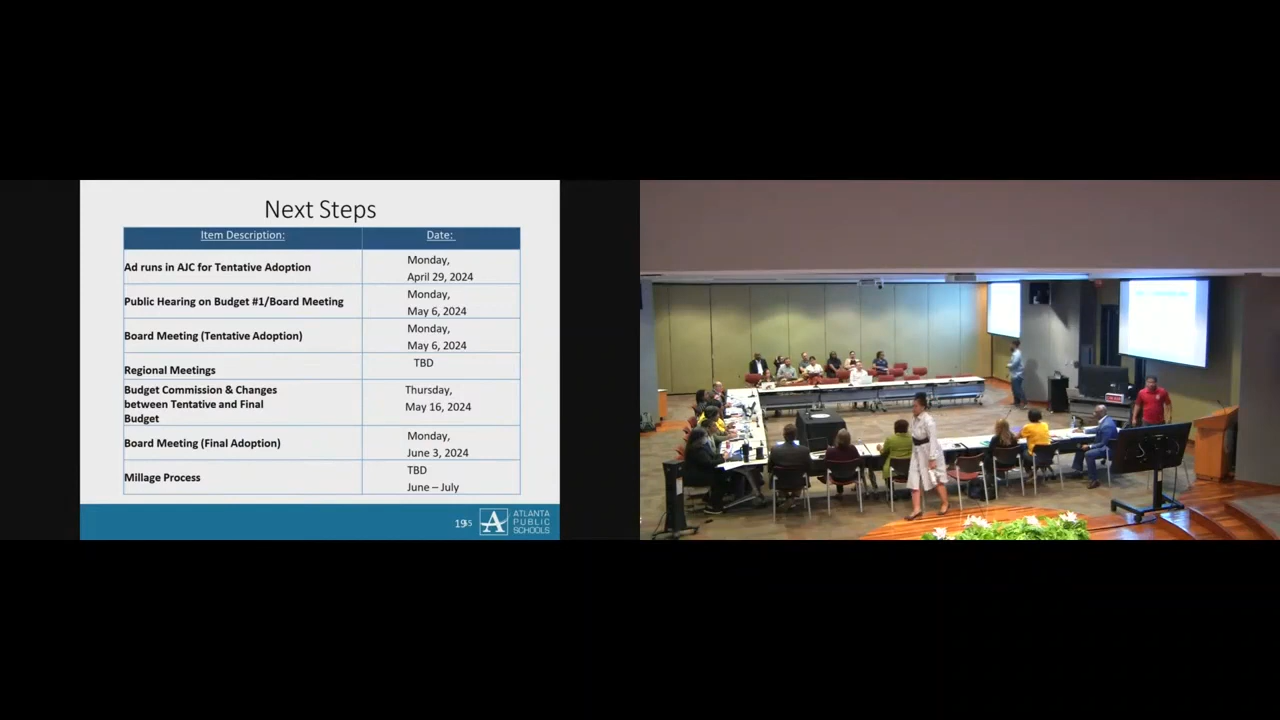 Next Steps
Item Description:
Date:
Ad runs in AJC for Tentative Adoption
Monday,
April 29, 2024
Public Hearing on Budget #1/Board Meeting
Monday,
May 6, 2024
Board Meeting (Tentative Adoption)
Monday,
May 6, 2024
Regional Meetings
TBD
Budget Commission & Changes
between Tentative and Final
Budget
Thursday,
May 16, 2024
Board Meeting (Final Adoption)
Monday,
June 3, 2024
Millage Process
TBD
June – July
ATLANTA
PUBLIC
SCHOOLS